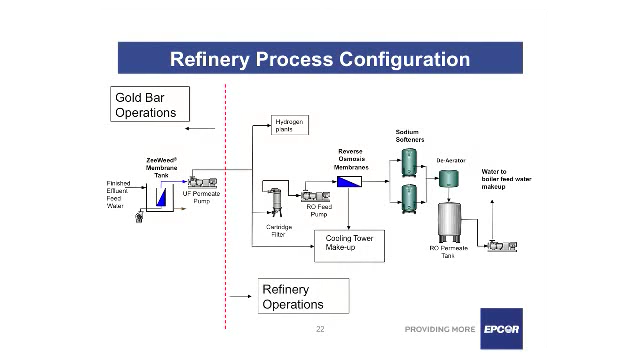 Refinery Process Configuration
Gold Bar
Operations
Hydrogen
plants
ZeeWeed®
Membrane
Tank
Finished
Effluent
Feed
Water
UF Permeate
Pump
Cartridge
Filter
RO Feed
Pump
Reverse
Osmosis
Membranes
Cooling Tower
Make-up
Sodium
Softeners
De-Aerator
RO Permeate
Tank
Water to
boiler feed water
makeup
Refinery
Operations
22
PROVIDING MORE
EPCOR